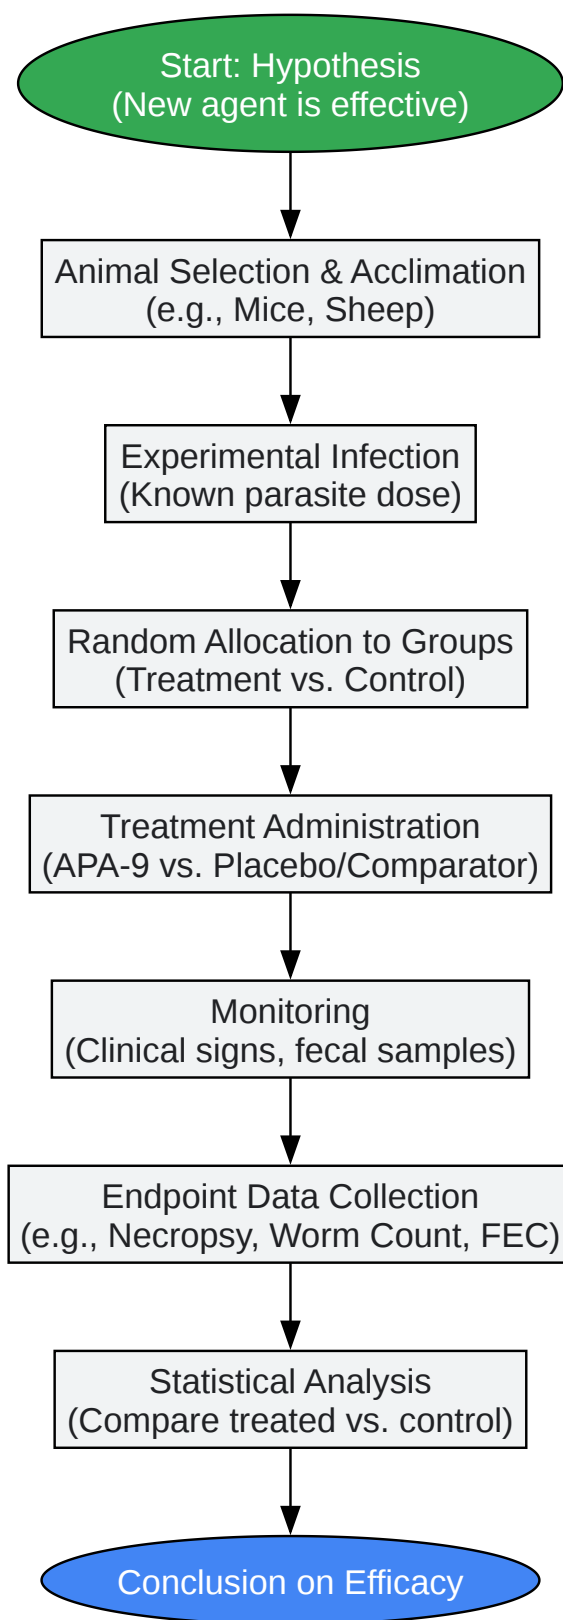 Start: Hypothesis
(New agent is effective)
Animal Selection & Acclimation
(e.g., Mice, Sheep)
Experimental Infection
(Known parasite dose)
Random Allocation to Groups
(Treatment vs. Control)
Treatment Administration
(APA-9 vs. Placebo/Comparator)
Monitoring
(Clinical signs, fecal samples)
Endpoint Data Collection
(e.g., Necropsy, Worm Count, FEC)
Statistical Analysis
(Compare treated vs. control)
Conclusion on Efficacy